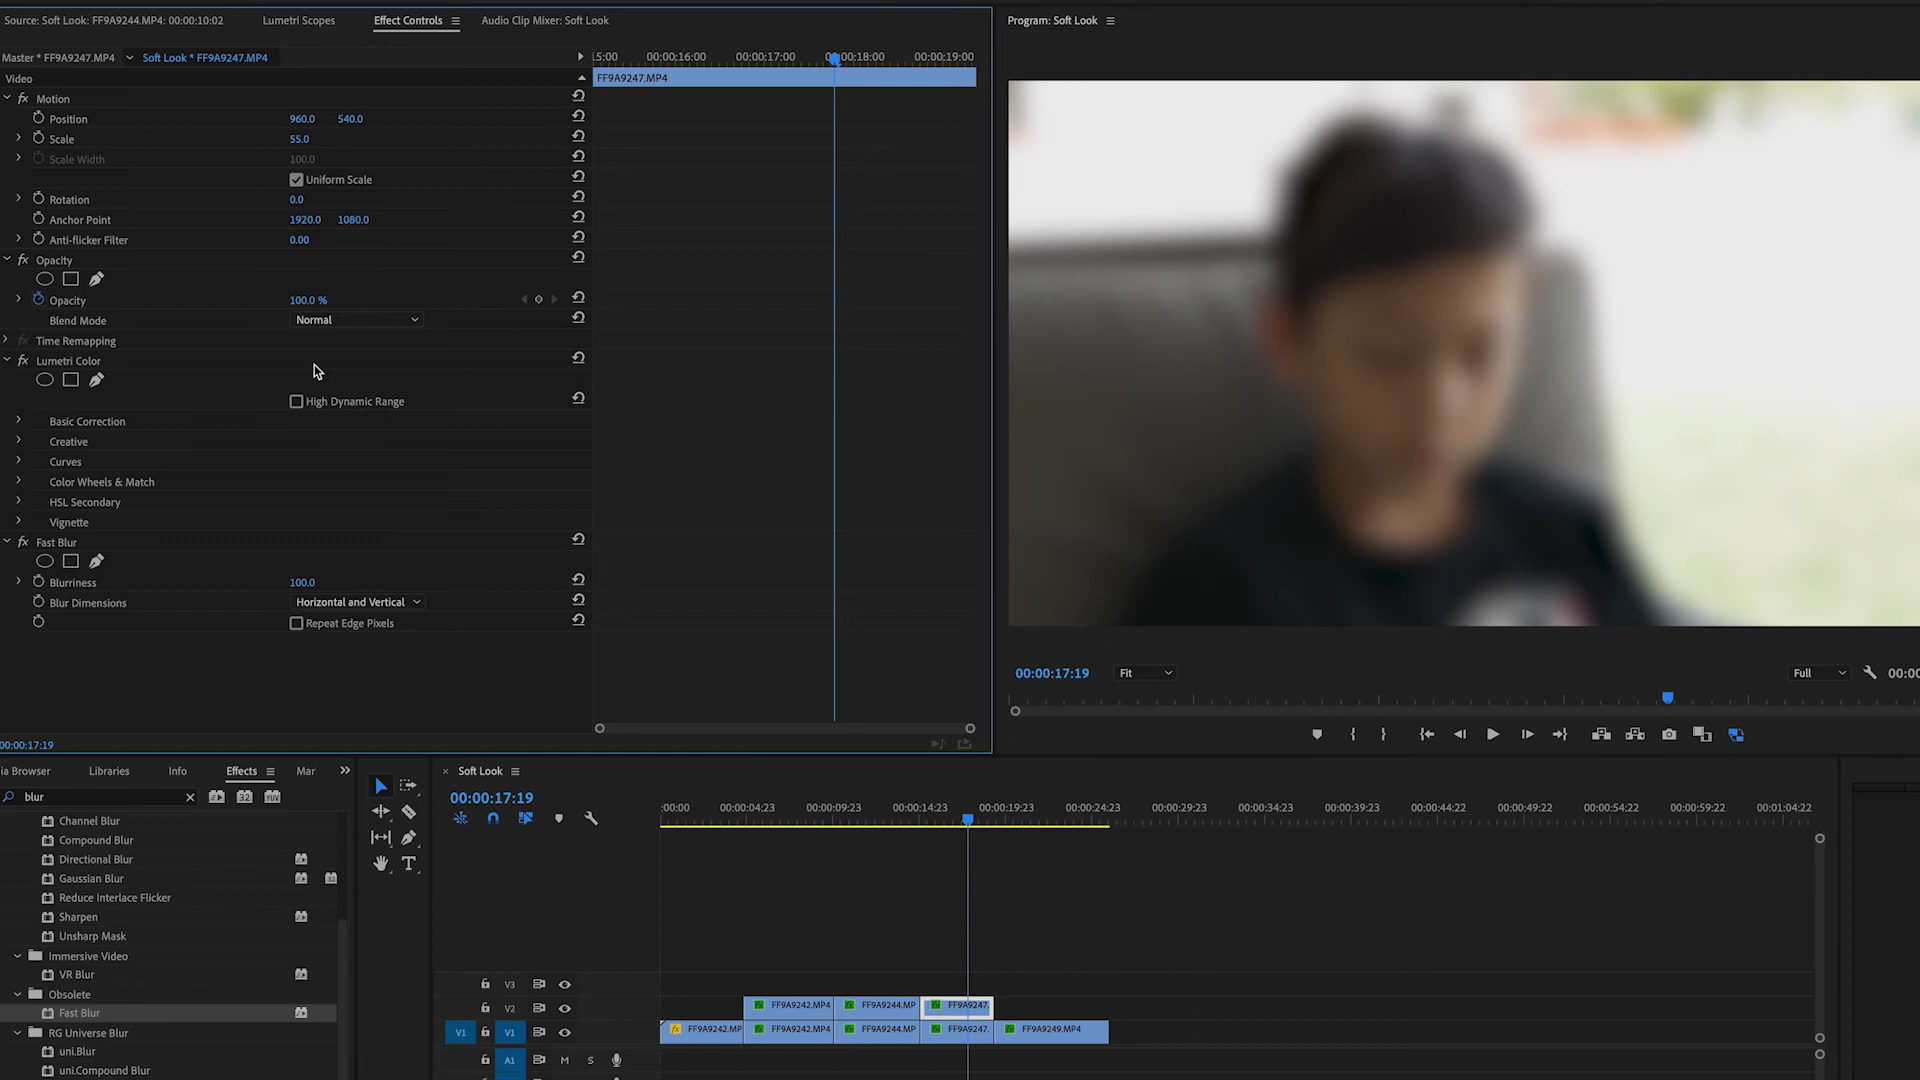 Source: Soft Look: FF9A9244.MP4: 00:00:10:02
Lumetri Scopes
Effect Controls
Audio Clip Mixer: Soft Look
Program: Soft Look
Master * FF9A9247.MP4
Soft Look * FF9A9247.MP4
00:00:16:00
00:00:17:00
00:00:19:00
Video
FF9A9247.MP4
Motion
Position 960.0 540.0
Scale 55.0
Scale Width 100.0
Uniform Scale
Rotation 0.0
Anchor Point 1920.0 1080.0
Anti-flicker Filter 0.00
Opacity
Opacity 100.0 %
Blend Mode Normal
Time Remapping
Lumetri Color
High Dynamic Range
Basic Correction
Creative
Curves
Color Wheels & Match
HSL Secondary
Vignette
Fast Blur
Blurriness 100.0
Blur Dimensions Horizontal and Vertical
Repeat Edge Pixels
00:00:17:19
Fit
Full
00:00:17:19
ia Browser
Libraries
Info
Effects
Mar
Soft Look
blur
32
YUV
00:00:17:19
:00:00
00:00:04:23
00:00:09:23
00:00:14:23
00:00:19:23
00:00:24:23
00:00:29:23
00:00:34:23
00:00:39:23
00:00:44:22
00:00:49:22
00:00:54:22
00:00:59:22
00:01:04:22
Channel Blur
Compound Blur
Directional Blur
Gaussian Blur
Reduce Interlace Flicker
Sharpen
Unsharp Mask
Immersive Video
VR Blur
Obsolete
Fast Blur
RG Universe Blur
uni.Blur
uni.Compound Blur
V3
V2
FF9A9242.MP4
FF9A9244.MP
FF9A9247.
V1
V1
FF9A9242.MP
FF9A9242.MP4
FF9A9244.MP
FF9A9247.
FF9A9249.MP4
A1
M
S